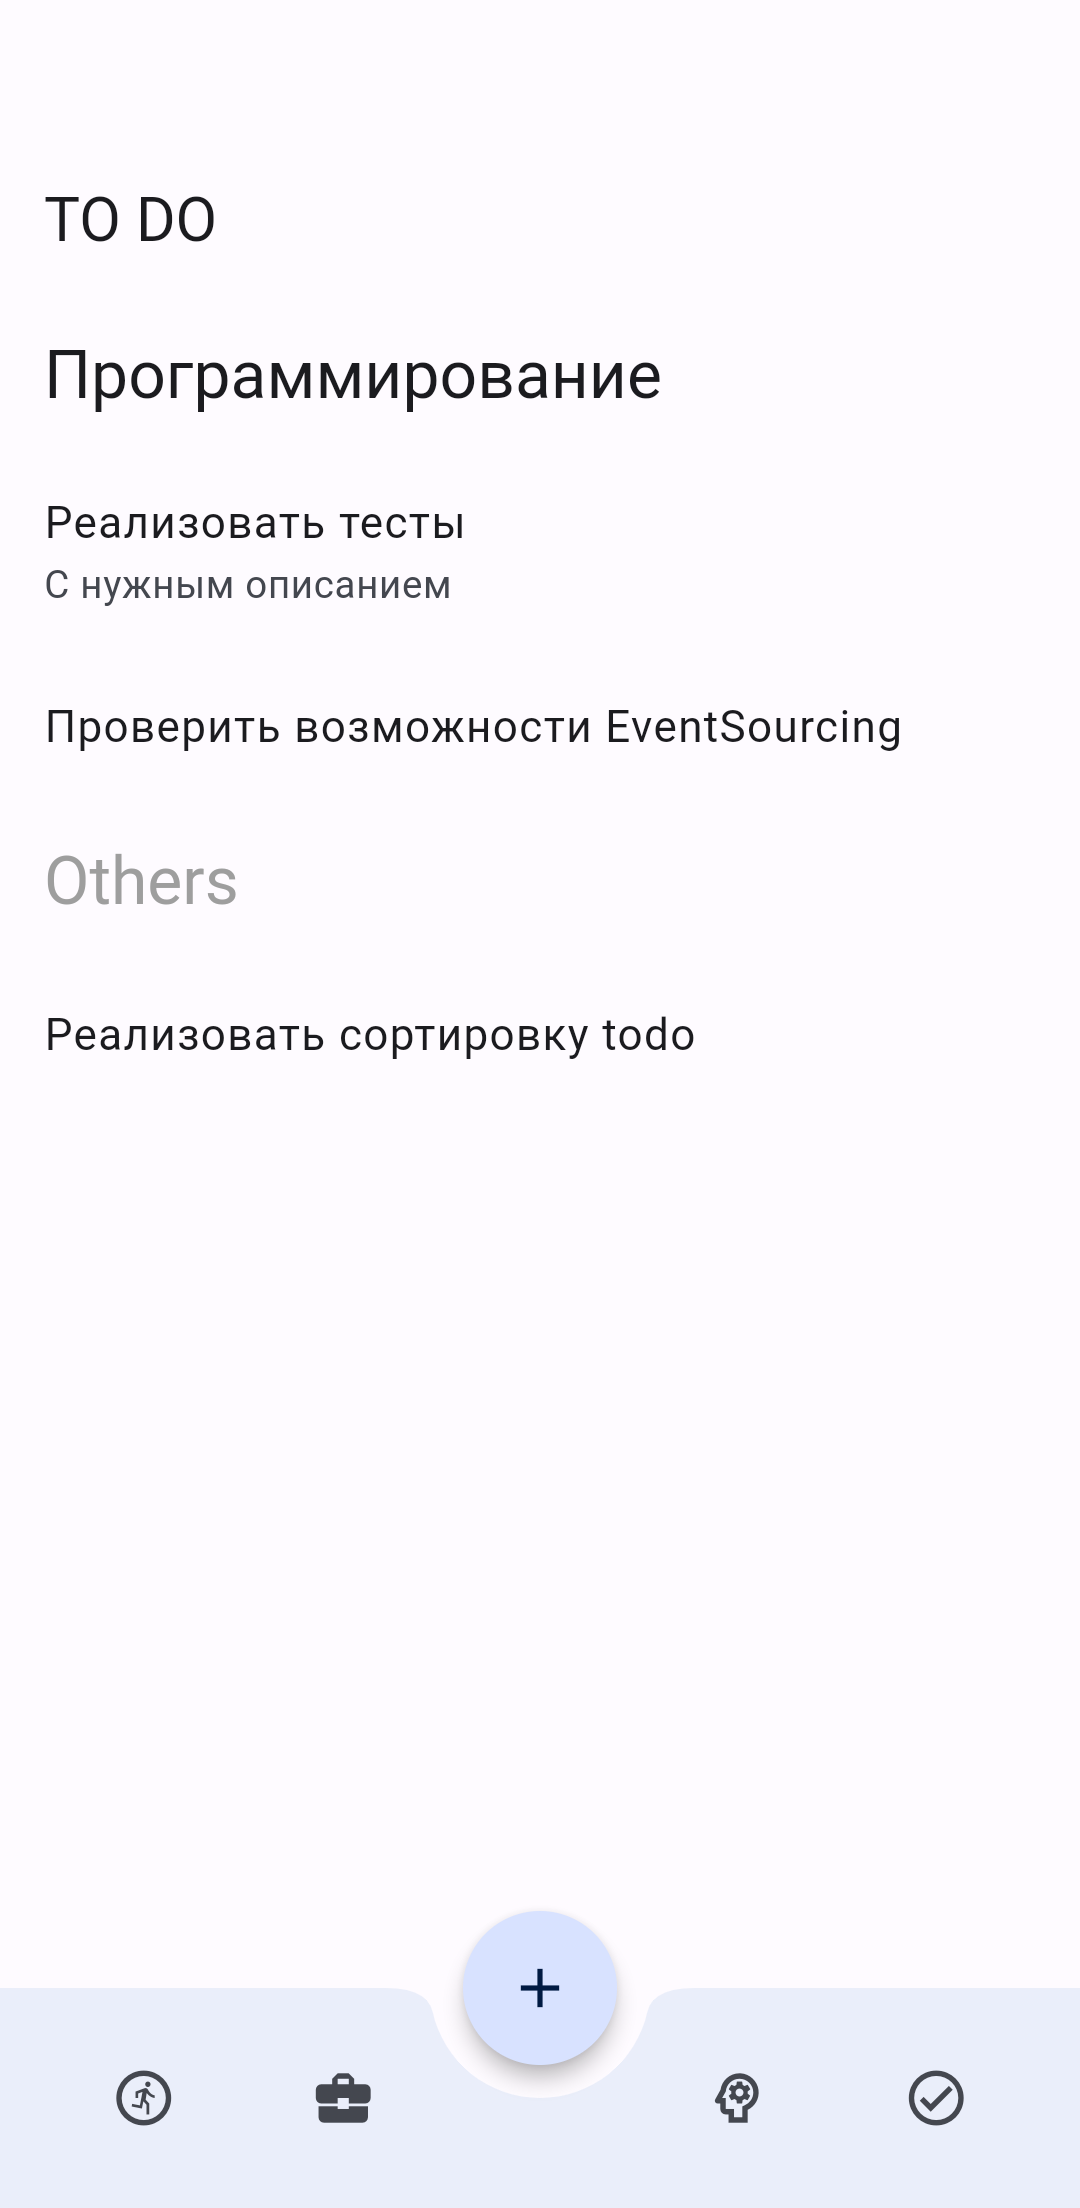 TO DO
Программирование
Реализовать тесты
С нужным описанием
Проверить возможности EventSourcing
Others
Реализовать сортировку todo